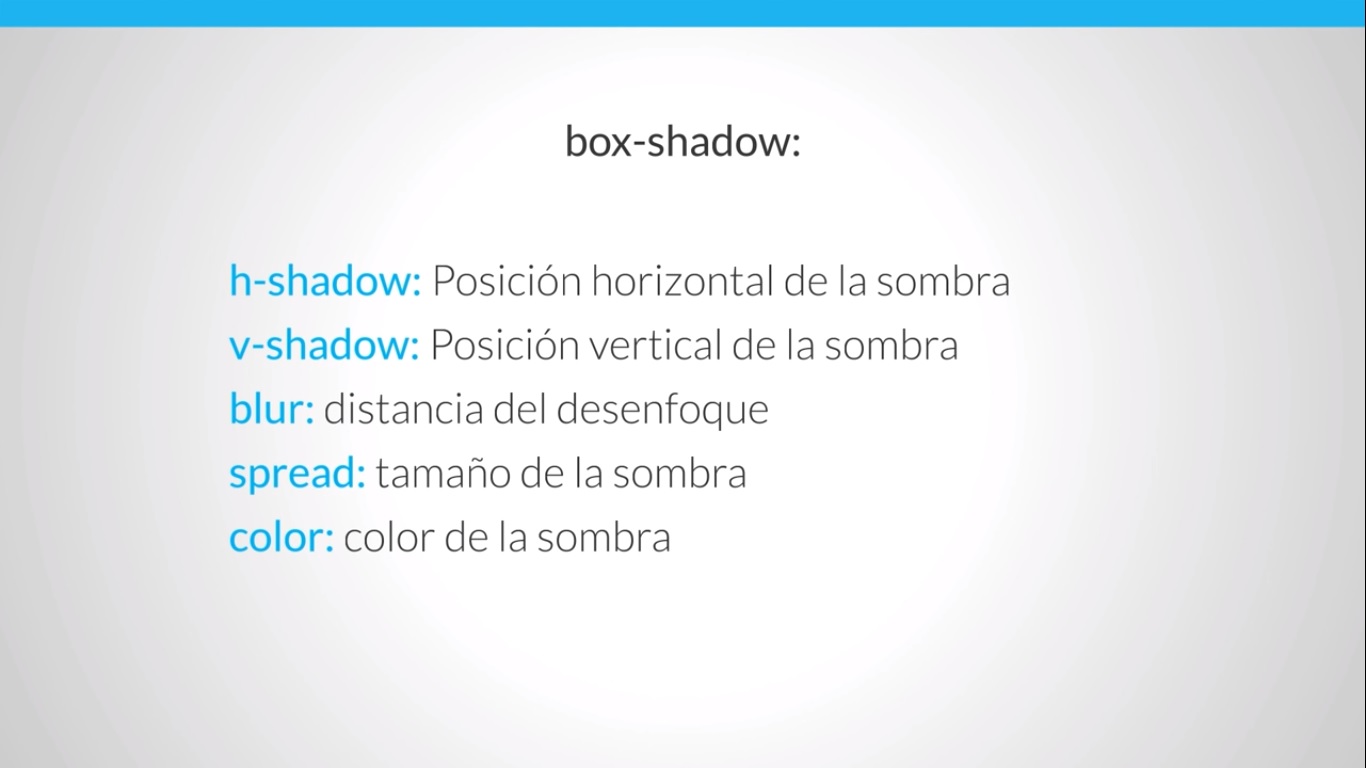 box-shadow:
h-shadow: Posición horizontal de la sombra
v-shadow: Posición vertical de la sombra
blur: distancia del desenfoque
spread: tamaño de la sombra
color: color de la sombra